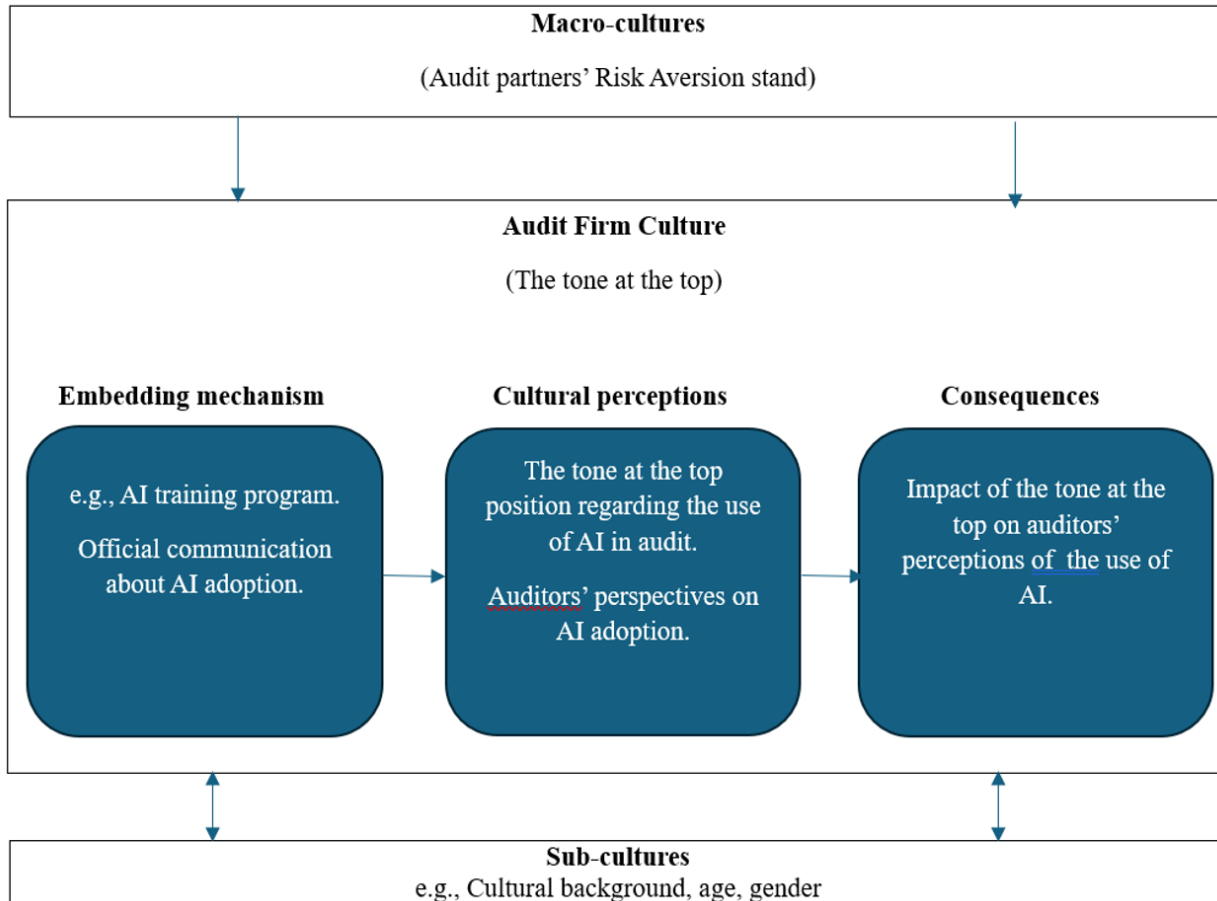 Macro-cultures
(Audit partners’ Risk Aversion stand)
Audit Firm Culture
(The tone at the top)
Embedding mechanism
e.g., AI training program.
Official communication
about AI adoption.
Cultural perceptions
The tone at the top
position regarding the use
of AI in audit.
Auditors’ perspectives on
AI adoption.
Consequences
Impact of the tone at the
top on auditors’
perceptions of  the use of
AI.
Sub-cultures
e.g., Cultural background, age, gender